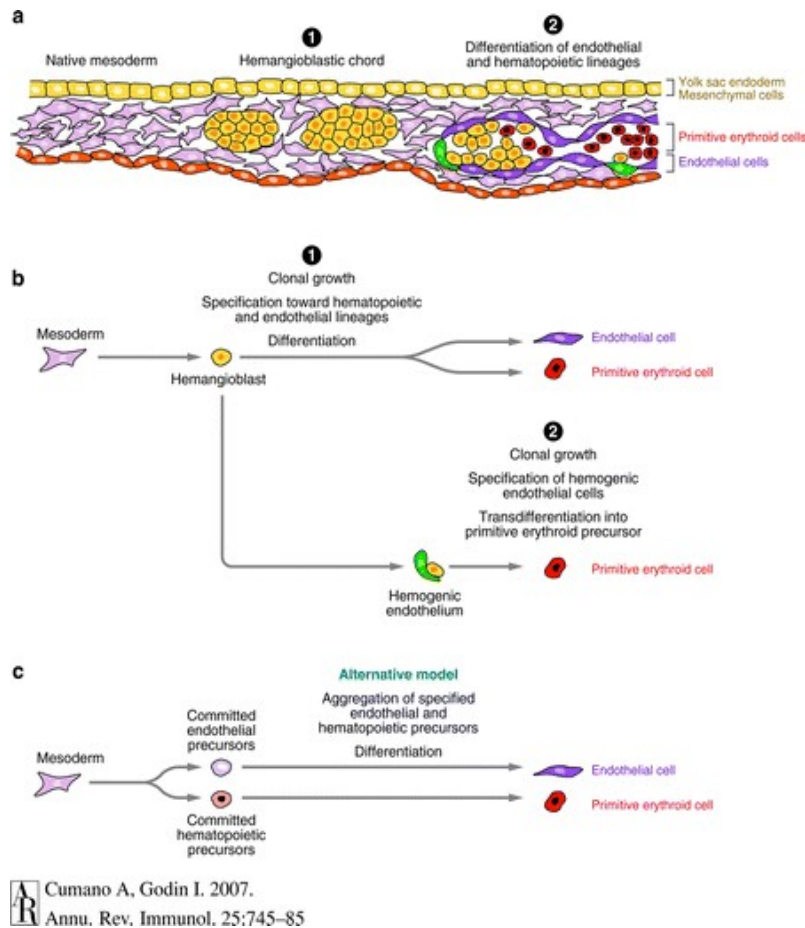 a
1
2
Native mesoderm
Hemangioblastic chord
Differentiation of endothelial
and hematopoietic lineages
Yolk sac endoderm
Mesenchymal cells
Primitive erythroid cells
Endothelial cells
b
1
Clonal growth
Specification toward hematopoietic
and endothelial lineages
Differentiation
Mesoderm
Hemangioblast
Endothelial cell
Primitive erythroid cell
2
Clonal growth
Specification of hemogenic
endothelial cells
Transdifferentiation into
primitive erythroid precursor
Hemogenic
endothelium
Primitive erythroid cell
c
Alternative model
Aggregation of specified
endothelial and
hematopoietic precursors
Differentiation
Committed
endothelial
precursors
Mesoderm
Committed
hematopoietic
precursors
Endothelial cell
Primitive erythroid cell
AR
Cumano A, Godin I. 2007.
Annu. Rev. Immunol. 25:745–85